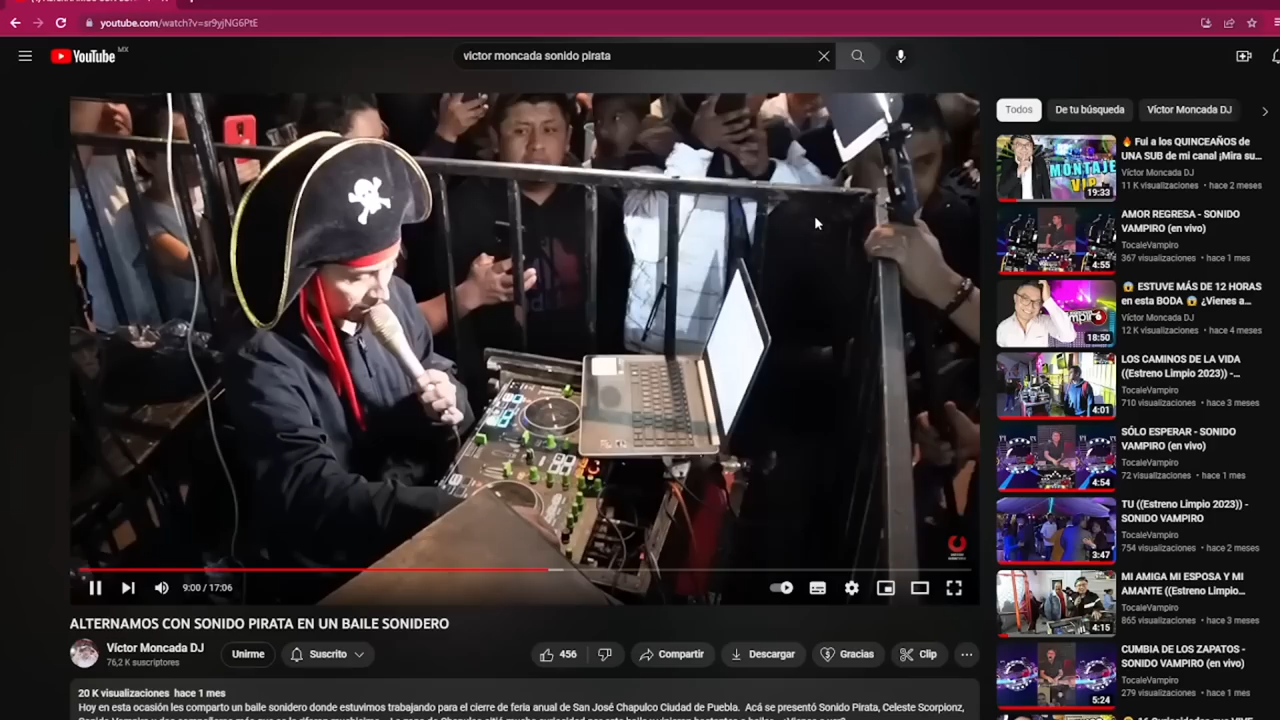 youtube.com/watch?v=sr9yjNG6PtE
YouTube MX
victor moncada sonido pirata
9:00 / 17:06
ALTERNAMOS CON SONIDO PIRATA EN UN BAILE SONIDERO
Víctor Moncada DJ
76,2 K suscriptores
Unirme
Suscrito
456
Compartir
Descargar
Gracias
Clip
20 K visualizaciones hace 1 mes
Hoy en esta ocasión les comparto un baile sonidero donde estuvimos trabajando para el cierre de feria anual de San José Chapulco Ciudad de Puebla. Acá se presentó Sonido Pirata, Celeste Scorpionz,
Todos
De tu búsqueda
Víctor Moncada DJ
MONTAJE
VIP
19:33
Fui a los QUINCEAÑOS de
UNA SUB de mi canal ¡Mira su...
Víctor Moncada DJ
11 K visualizaciones • hace 2 meses
4:55
AMOR REGRESA - SONIDO
VAMPIRO (en vivo)
TocaleVampiro
367 visualizaciones • hace 1 mes
18:50
ESTUVE MÁS DE 12 HORAS
en esta BODA ¿Vienes a...
Víctor Moncada DJ
12 K visualizaciones • hace 4 meses
4:01
LOS CAMINOS DE LA VIDA
((Estreno Limpio 2023)) -...
TocaleVampiro
710 visualizaciones • hace 3 meses
4:54
SÓLO ESPERAR - SONIDO
VAMPIRO (en vivo)
TocaleVampiro
72 visualizaciones • hace 1 mes
3:47
TU ((Estreno Limpio 2023)) -
SONIDO VAMPIRO
TocaleVampiro
754 visualizaciones • hace 2 meses
4:15
MI AMIGA MI ESPOSA Y MI
AMANTE ((Estreno Limpio...
TocaleVampiro
865 visualizaciones • hace 3 meses
5:24
CUMBIA DE LOS ZAPATOS -
SONIDO VAMPIRO (en vivo)
TocaleVampiro
279 visualizaciones • hace 1 mes